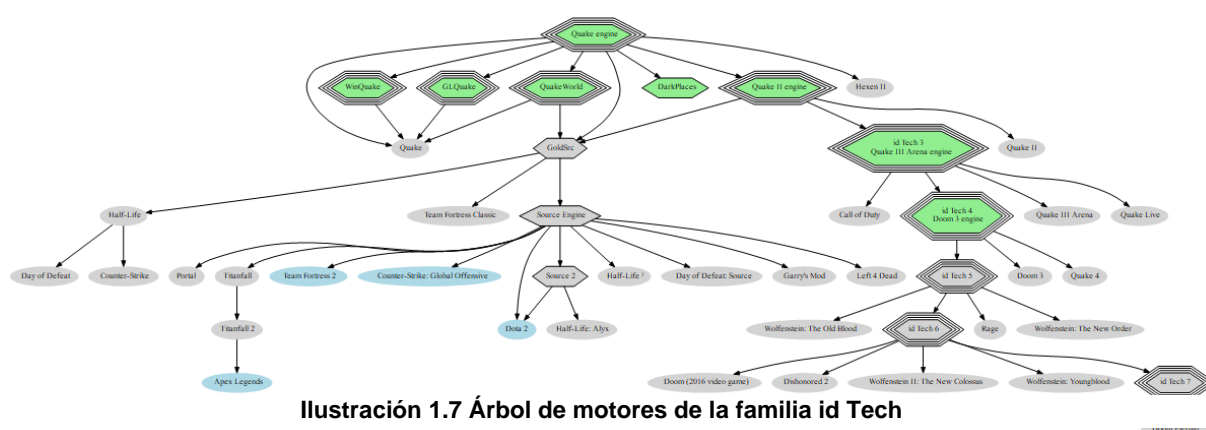 Quake engine
WinQuake
GLQuake
QuakeWorld
DarkPlaces
Quake II engine
Hexen II
Quake
GoldSrc
id Tech 3
Quake III Arena engine
Quake II
Half-Life
Team Fortress Classic
Source Engine
Call of Duty
id Tech 4
Doom 3 engine
Quake III Arena
Quake Live
Day of Defeat
Counter-Strike
Portal
Titanfall
Team Fortress 2
Counter-Strike: Global Offensive
Source 2
Half-Life ²
Day of Defeat: Source
Garry's Mod
Left 4 Dead
id Tech 5
Doom 3
Quake 4
Titanfall 2
Dota 2
Half-Life: Alyx
Wolfenstein: The Old Blood
id Tech 6
Rage
Wolfenstein: The New Order
Apex Legends
Doom (2016 video game)
Dishonored 2
Wolfenstein II: The New Colossus
Wolfenstein: Youngblood
id Tech 7
Ilustración 1.7 Árbol de motores de la familia id Tech